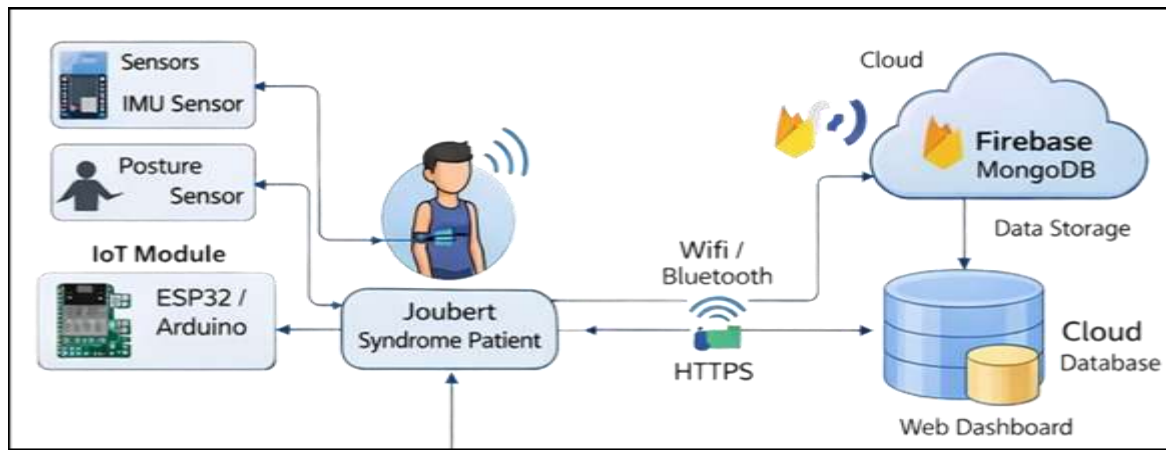 Sensors
IMU Sensor
Posture
Sensor
IoT Module
ESP32 /
Arduino
Joubert
Syndrome Patient
Wifi /
Bluetooth
HTTPS
Cloud
Firebase
MongoDB
Data Storage
Cloud
Database
Web Dashboard